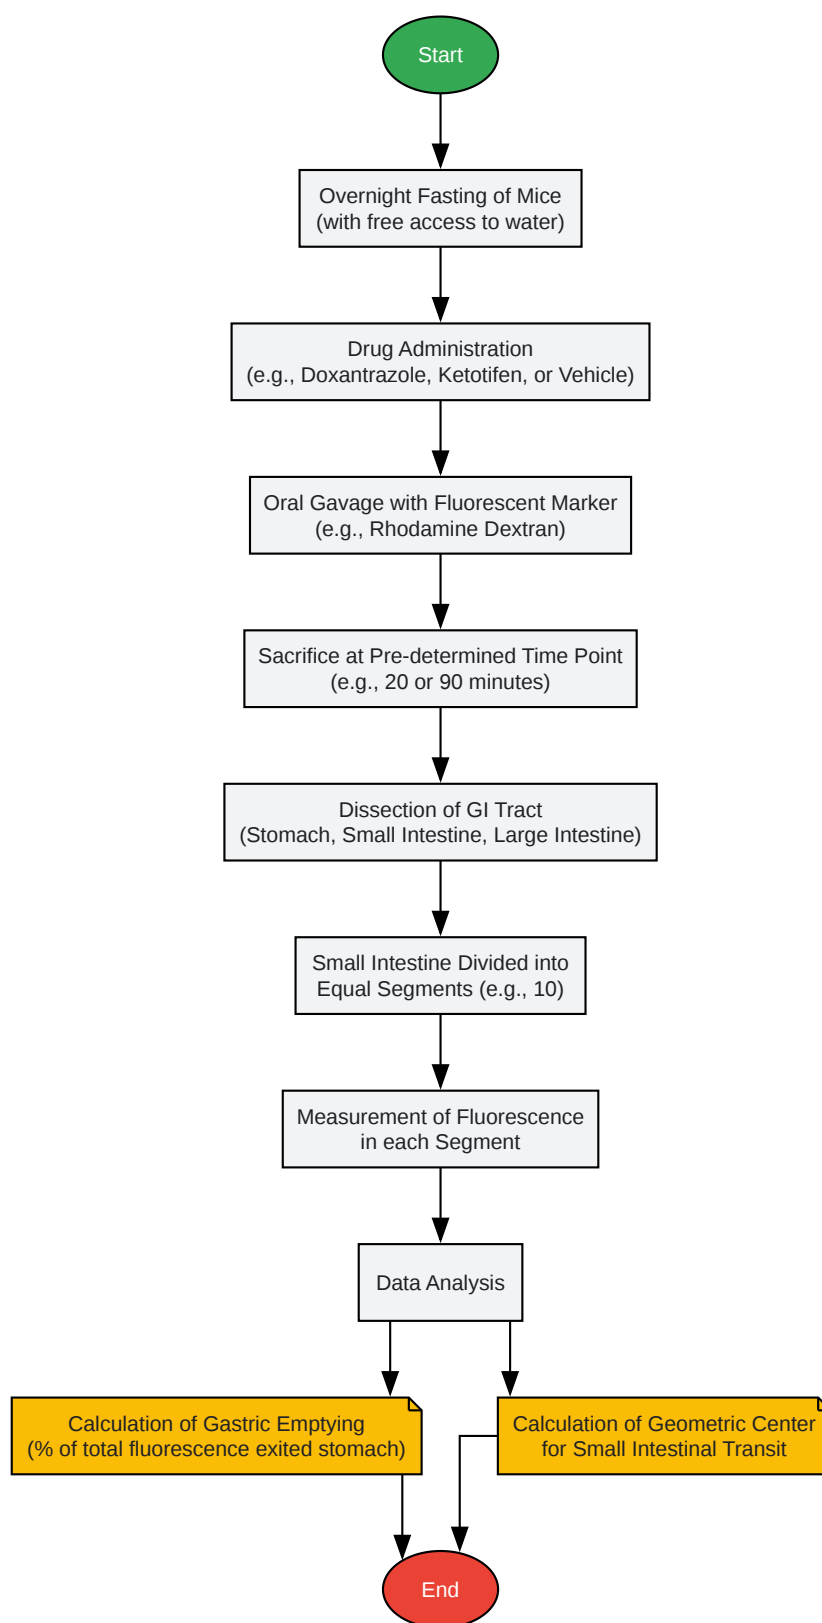 Start
Overnight Fasting of Mice
(with free access to water)
Drug Administration
(e.g., Doxantrazole, Ketotifen, or Vehicle)
Oral Gavage with Fluorescent Marker
(e.g., Rhodamine Dextran)
Sacrifice at Pre-determined Time Point
(e.g., 20 or 90 minutes)
Dissection of GI Tract
(Stomach, Small Intestine, Large Intestine)
Small Intestine Divided into
Equal Segments (e.g., 10)
Measurement of Fluorescence
in each Segment
Data Analysis
Calculation of Gastric Emptying
(% of total fluorescence exited stomach)
Calculation of Geometric Center
for Small Intestinal Transit
End